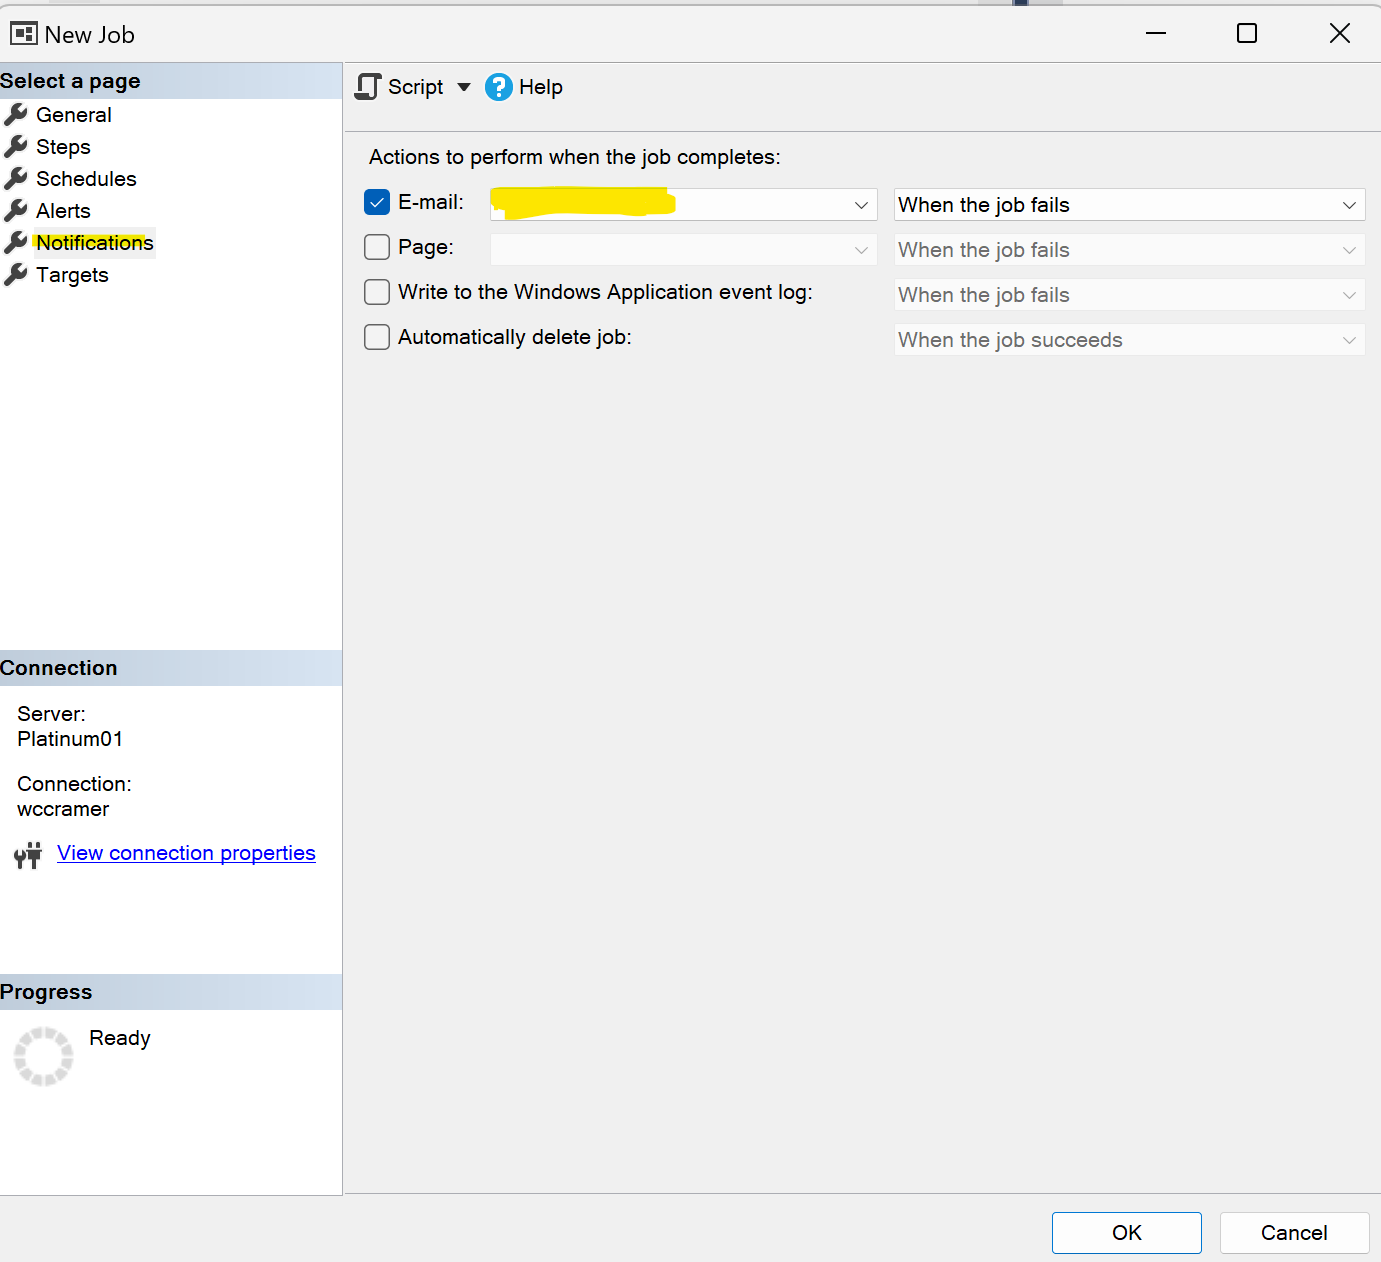 New Job
Select a page
General
Steps
Schedules
Alerts
Notifications
Targets
Script
Help
Actions to perform when the job completes:
E-mail:
When the job fails
Page:
When the job fails
Write to the Windows Application event log:
When the job fails
Automatically delete job:
When the job succeeds
Connection
Server:
Platinum01
Connection:
wccramer
View connection properties
Progress
Ready
OK
Cancel